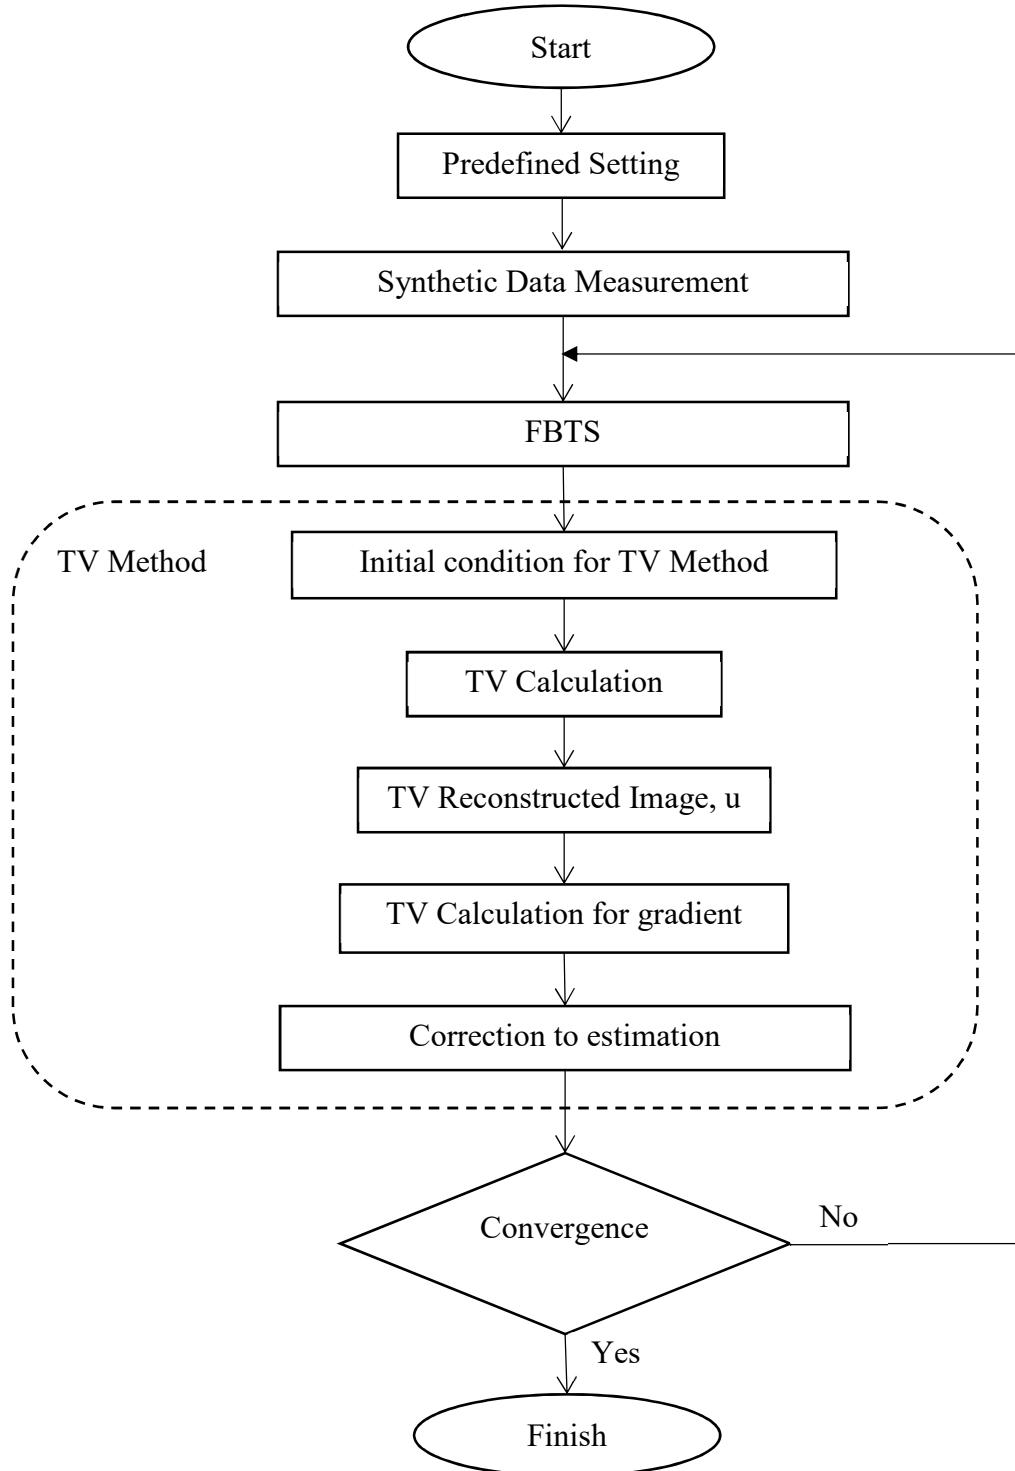 Start
Predefined Setting
Synthetic Data Measurement
FBTS
TV Method
Initial condition for TV Method
TV Calculation
TV Reconstructed Image, u
TV Calculation for gradient
Correction to estimation
Convergence
No
Yes
Finish